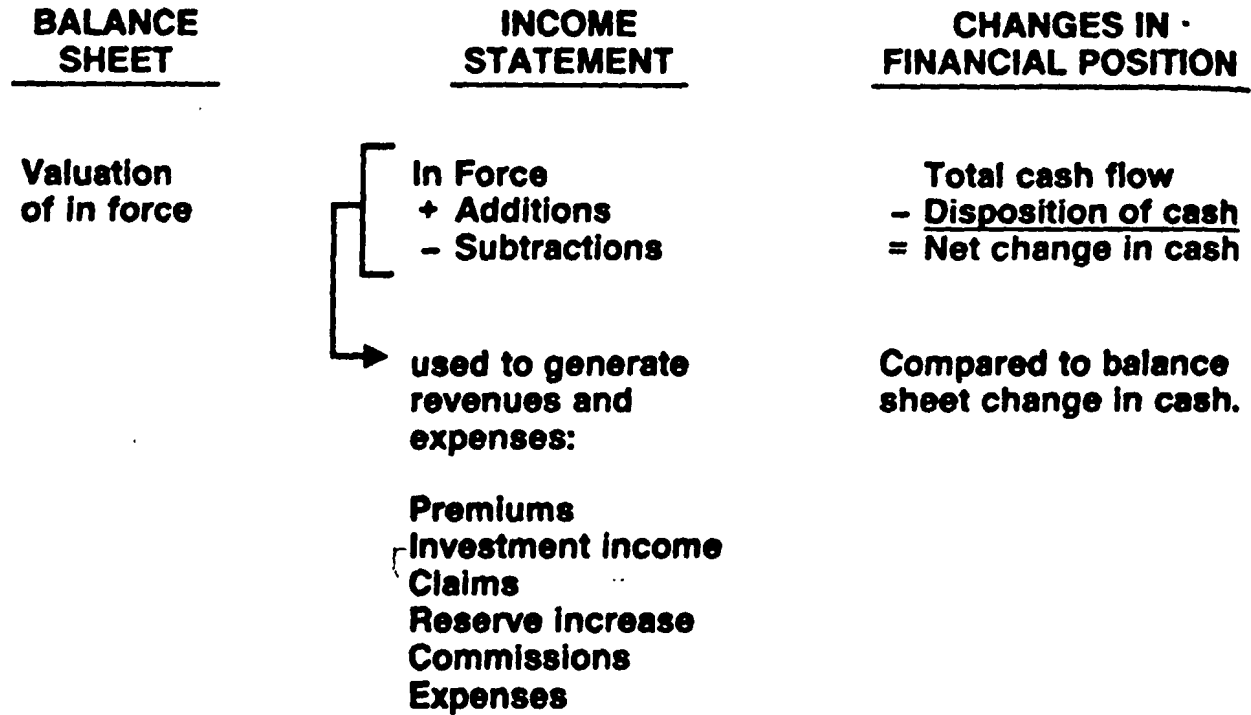 BALANCE
SHEET
Valuation
of in force
INCOME
STATEMENT
In Force
+ Additions
– Subtractions
used to generate
revenues and
expenses:
Premiums
Investment income
Claims
Reserve increase
Commissions
Expenses
CHANGES IN
FINANCIAL POSITION
Total cash flow
– Disposition of cash
= Net change in cash
Compared to balance
sheet change in cash.